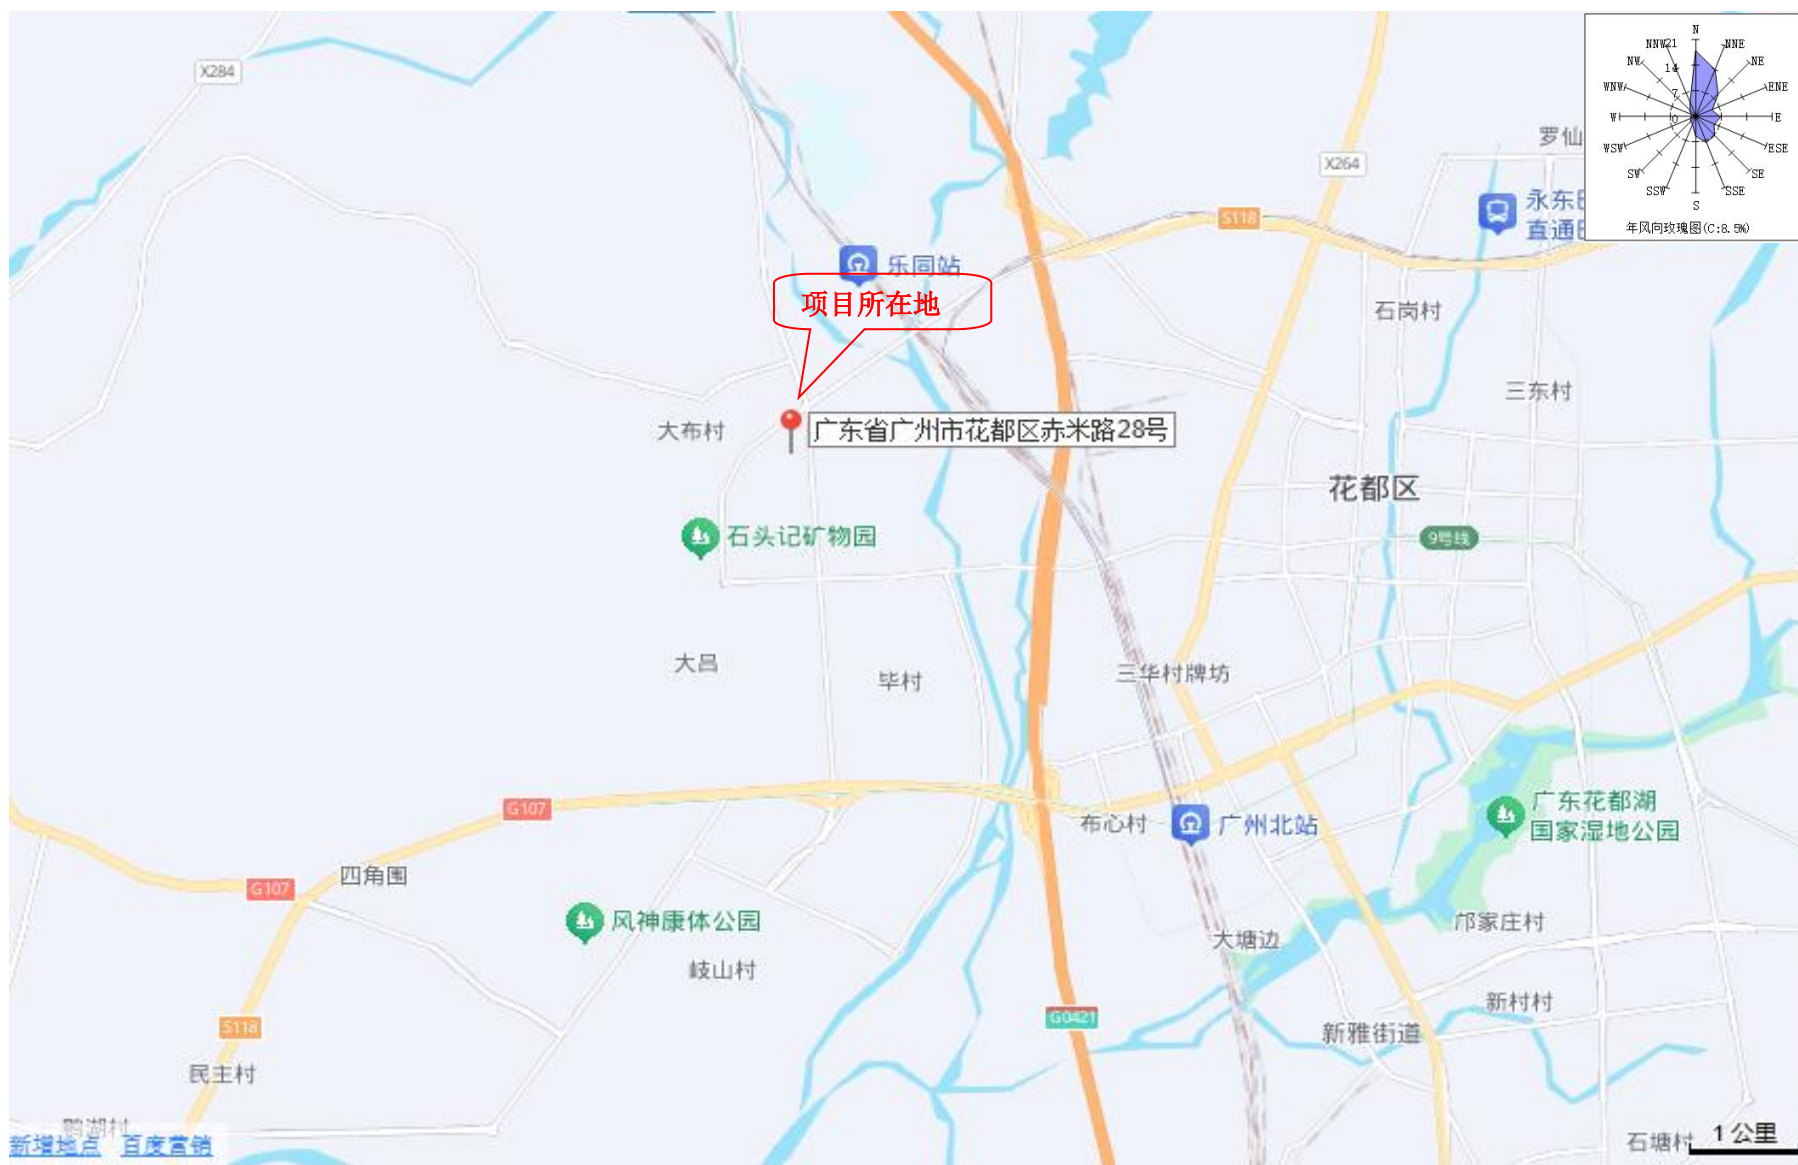 X284
N
NNW
21
NNE
NW
14
NE
WNW
7
ENE
W
0
E
WSW
ESE
SW
SE
SSW
SSE
S
年风向玫瑰图(C:8.5%)
罗仙
X264
永东
直通
S118
乐同站
项目所在地
石岗村
三东村
大布村
广东省广州市花都区赤米路28号
花都区
石头记矿物园
9号线
大吕
毕村
三华村牌坊
G107
布心村
广州北站
广东花都湖
国家湿地公园
四角围
G107
风神康体公园
邝家庄村
大塘边
岐山村
新村村
G0421
S118
新雅街道
民主村
鸭湖村
新增地点 百度营销
石塘村
1 公里